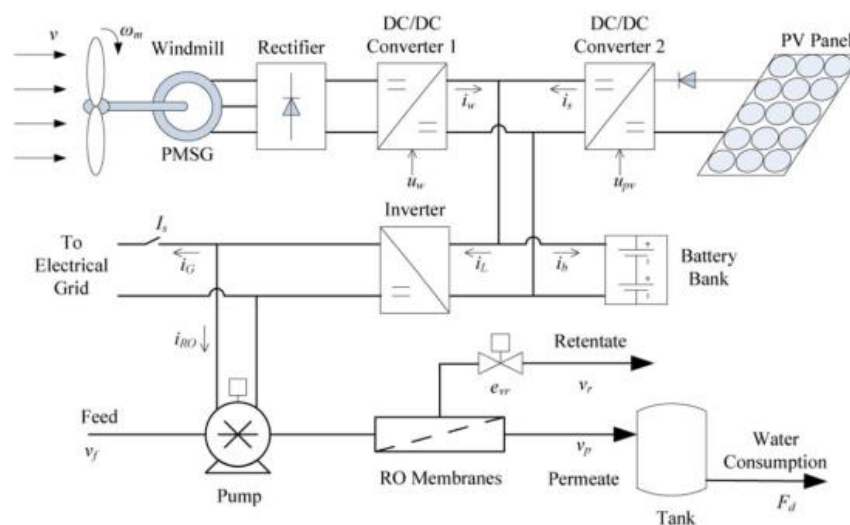 v
ωm
Windmill
PMSG
Rectifier
DC/DC
Converter 1
uw
iw
is
DC/DC
Converter 2
upv
PV Panel
Inverter
To
Electrical
Grid
Is
iG
iL
ib
Battery
Bank
iRO
Retentate
evr
vr
Feed
vf
Pump
RO Membranes
vp
Permeate
Tank
Water
Consumption
Fd